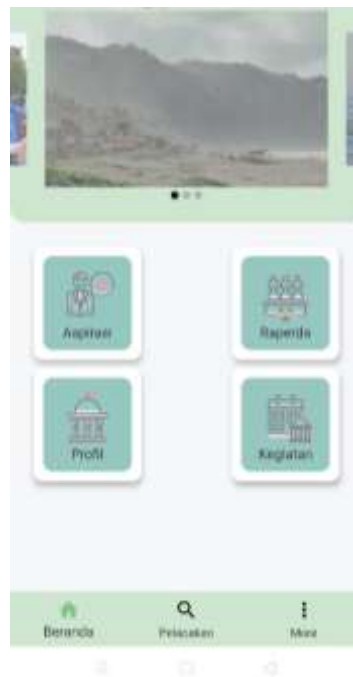 Aspirasi
Raperda
Profil
Kegiatan
Beranda
Pelacakan
More